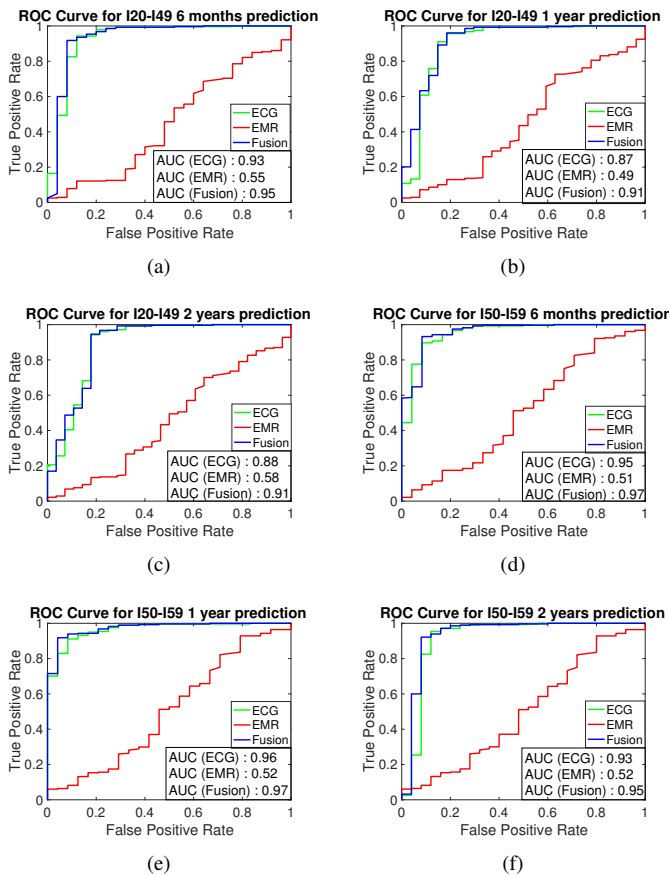 ROC Curve for I20-I49 6 months prediction
True Positive Rate
1
0.8
0.6
0.4
0.2
0
ECG
EMR
Fusion
AUC (ECG) : 0.93
AUC (EMR) : 0.55
AUC (Fusion) : 0.95
0 0.2 0.4 0.6 0.8 1
False Positive Rate
(a)
ROC Curve for I20-I49 1 year prediction
True Positive Rate
1
0.8
0.6
0.4
0.2
0
ECG
EMR
Fusion
AUC (ECG) : 0.87
AUC (EMR) : 0.49
AUC (Fusion) : 0.91
0 0.2 0.4 0.6 0.8 1
False Positive Rate
(b)
ROC Curve for I20-I49 2 years prediction
True Positive Rate
1
0.8
0.6
0.4
0.2
0
ECG
EMR
Fusion
AUC (ECG) : 0.88
AUC (EMR) : 0.58
AUC (Fusion) : 0.91
0 0.2 0.4 0.6 0.8 1
False Positive Rate
(c)
ROC Curve for I50-I59 6 months prediction
True Positive Rate
1
0.8
0.6
0.4
0.2
0
ECG
EMR
Fusion
AUC (ECG) : 0.95
AUC (EMR) : 0.51
AUC (Fusion) : 0.97
0 0.2 0.4 0.6 0.8 1
False Positive Rate
(d)
ROC Curve for I50-I59 1 year prediction
True Positive Rate
1
0.8
0.6
0.4
0.2
0
ECG
EMR
Fusion
AUC (ECG) : 0.96
AUC (EMR) : 0.52
AUC (Fusion) : 0.97
0 0.2 0.4 0.6 0.8 1
False Positive Rate
(e)
ROC Curve for I50-I59 2 years prediction
True Positive Rate
1
0.8
0.6
0.4
0.2
0
ECG
EMR
Fusion
AUC (ECG) : 0.93
AUC (EMR) : 0.52
AUC (Fusion) : 0.95
0 0.2 0.4 0.6 0.8 1
False Positive Rate
(f)